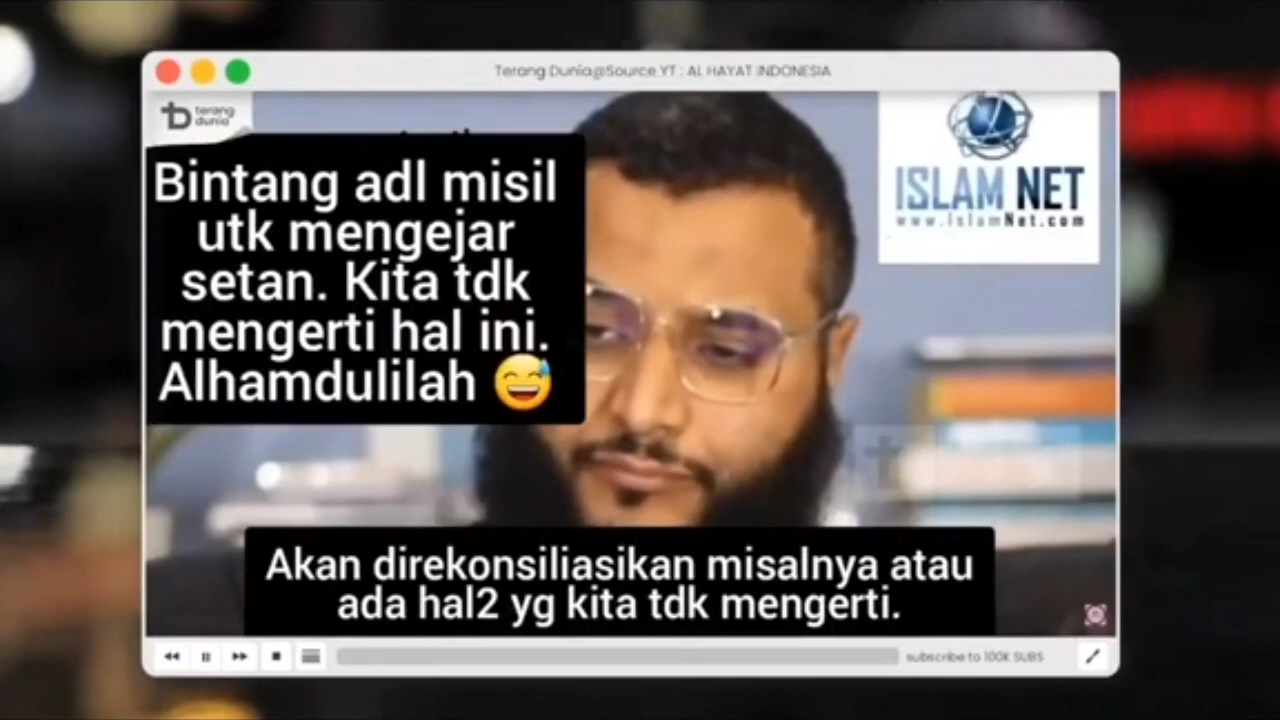 Terang Dunia@Source YT : AL HAYAT INDONESIA
terang
dunia
ISLAM NET
www.IslamNet.com
Bintang adl misil
utk mengejar
setan. Kita tdk
mengerti hal ini.
Alhamdulilah 😅
Akan direkonsiliasikan misalnya atau
ada hal2 yg kita tdk mengerti.
subscribe to 100K SUBS